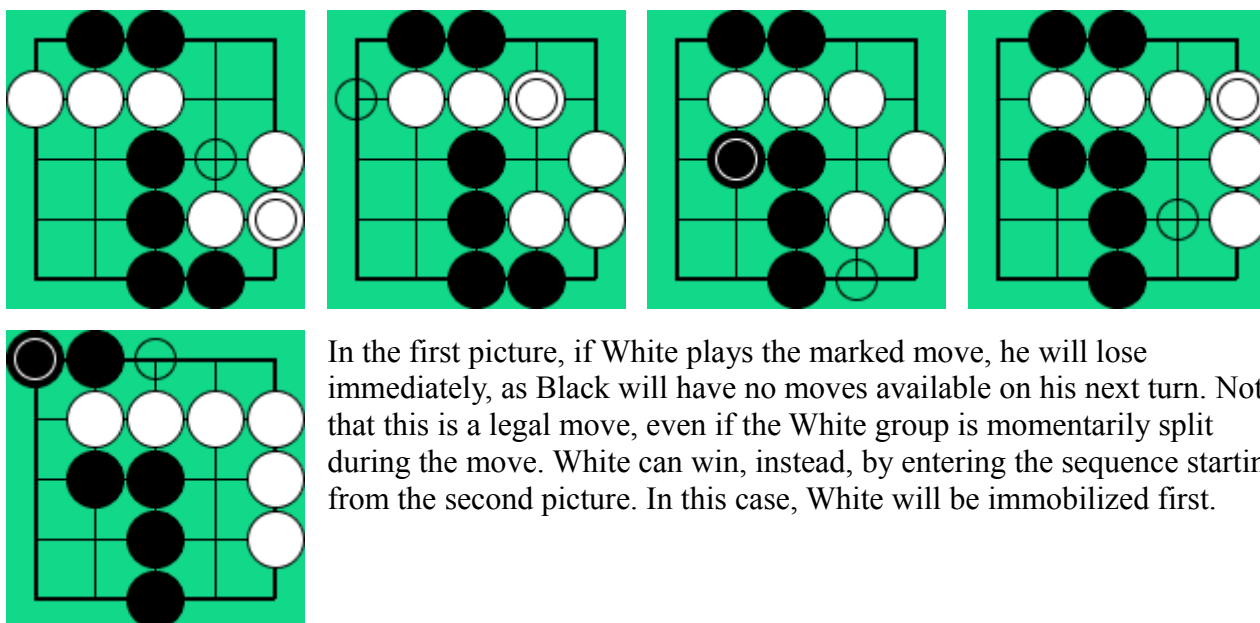 In the first picture, if White plays the marked move, he will lose
immediately, as Black will have no moves available on his next turn. Not
that this is a legal move, even if the White group is momentarily split
during the move. White can win, instead, by entering the sequence startin
from the second picture. In this case, White will be immobilized first.